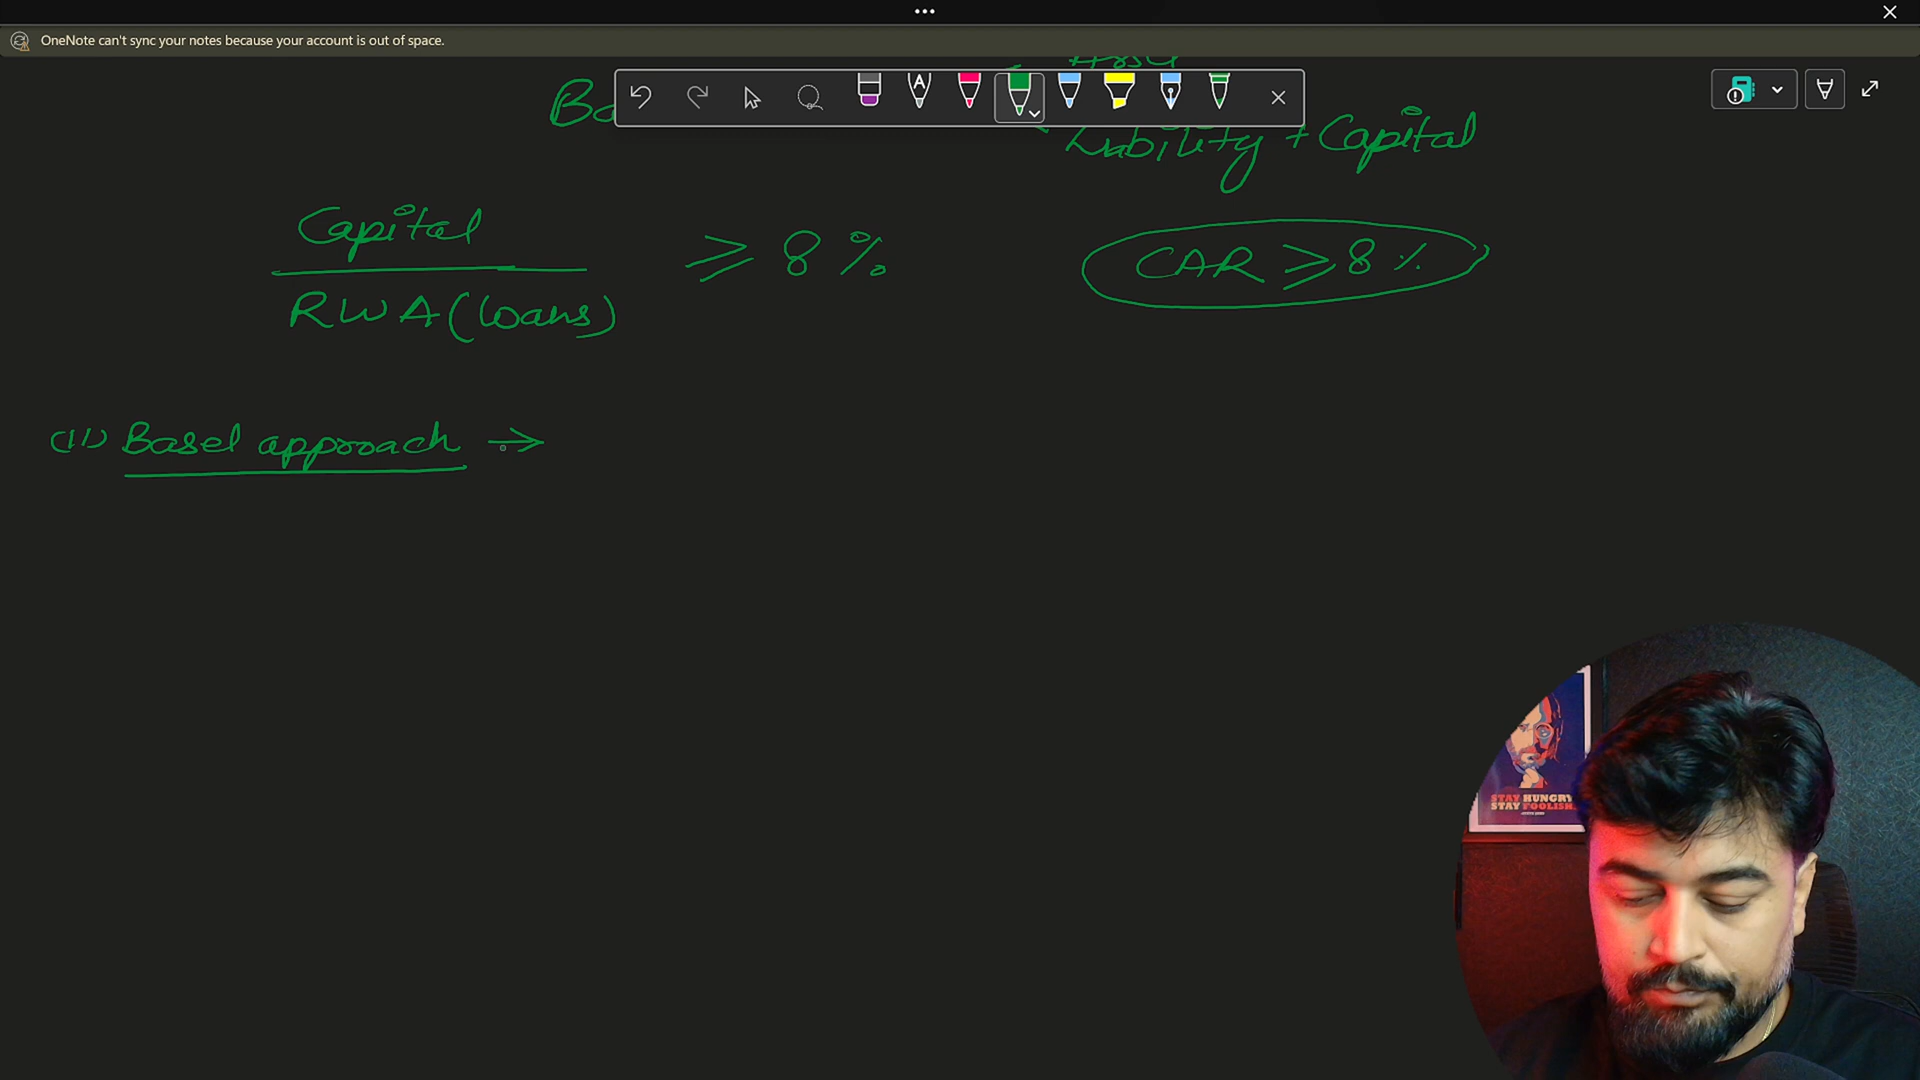 OneNote can't sync your notes because your account is out of space.
Liability + Capital
Capital
RWA (loans)
≥ 8 %
CAR ≥ 8 %
(11) Basel approach →
STAY HUNGRY
STAY FOOLISH